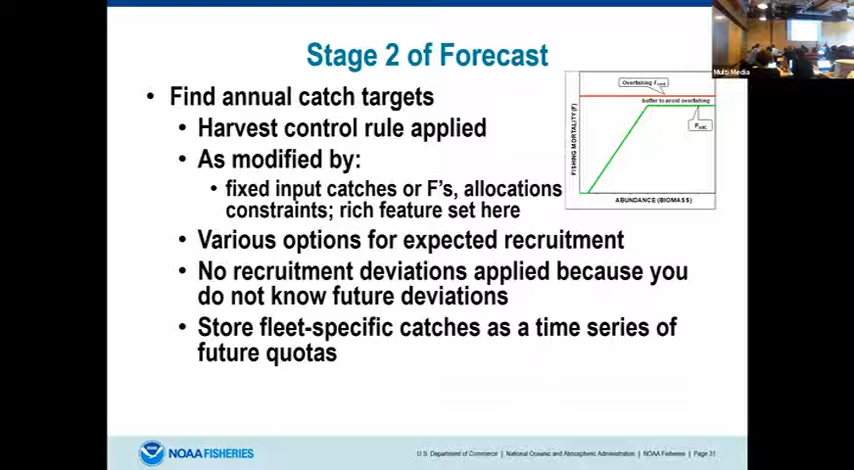 Stage 2 of Forecast
• Find annual catch targets
• Harvest control rule applied
• As modified by:
• fixed input catches or F's, allocations
constraints; rich feature set here
• Various options for expected recruitment
• No recruitment deviations applied because you
do not know future deviations
• Store fleet-specific catches as a time series of
future quotas
Overfishing
buffer to avoid overfishing
FISHING MORTALITY (F)
ABUNDANCE (BIOMASS)
Multi Media
NOAA FISHERIES
U.S. Department of Commerce | National Oceanic and Atmospheric Administration | NOAA Fisheries | Page 31